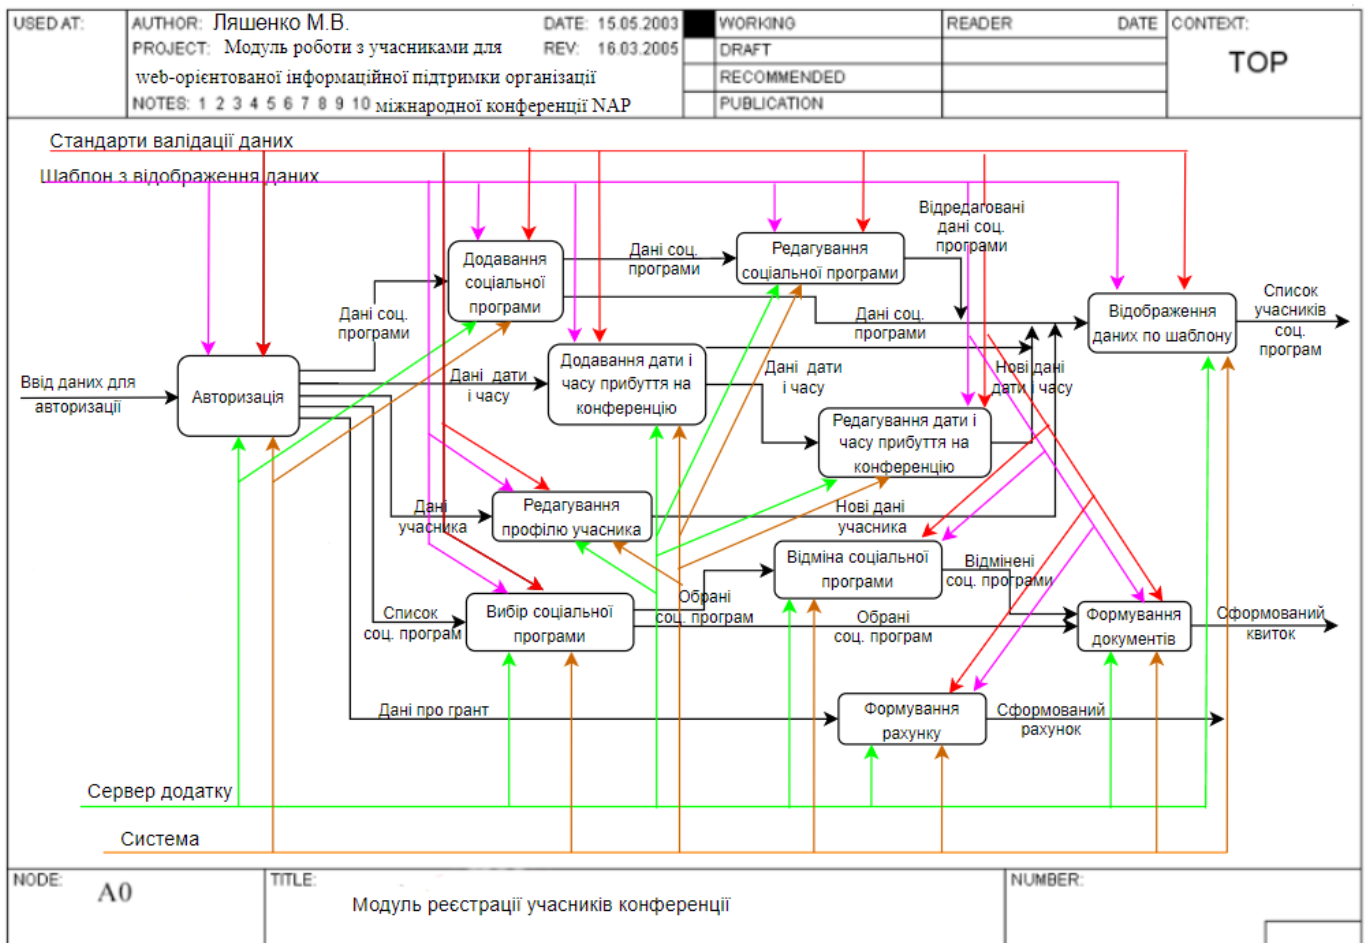 USED AT:
AUTHOR: Ляшенко М.В.
DATE: 15.05.2003
WORKING
READER
DATE
CONTEXT:
PROJECT: Модуль роботи з учасниками для
REV: 16.03.2005
DRAFT
TOP
web-орієнтованої інформаційної підтримки організації
RECOMMENDED
NOTES: 1 2 3 4 5 6 7 8 9 10 міжнародної конференції NAP
PUBLICATION
Стандарти валідації даних
Шаблон з відображення даних
Відредаговані
дані соц.
програми
Додавання
соціальної
програми
Дані соц.
програми
Редагування
соціальної програми
Дані соц.
програми
Дані соц.
програми
Відображення
даних по шаблону
Список
учасників
соц.
програм
Ввід даних для
авторизації
Авторизація
Дані дати
і часу
Додавання дати і
часу прибуття на
конференцію
Дані дати
і часу
Нові дані
дати і часу
Редагування дати і
часу прибуття на
конференцію
Дані
учасника
Редагування
профілю учасника
Нові дані
учасника
Відміна соціальної
програми
Відмінені
соц. програми
Список
соц. програм
Вибір соціальної
програми
Обрані
соц. програм
Обрані
соц. програм
Формування
документів
Сформований
квиток
Дані про грант
Формування
рахунку
Сформований
рахунок
Сервер додатку
Система
NODE:
A0
TITLE:
Модуль реєстрації учасників конференції
NUMBER: